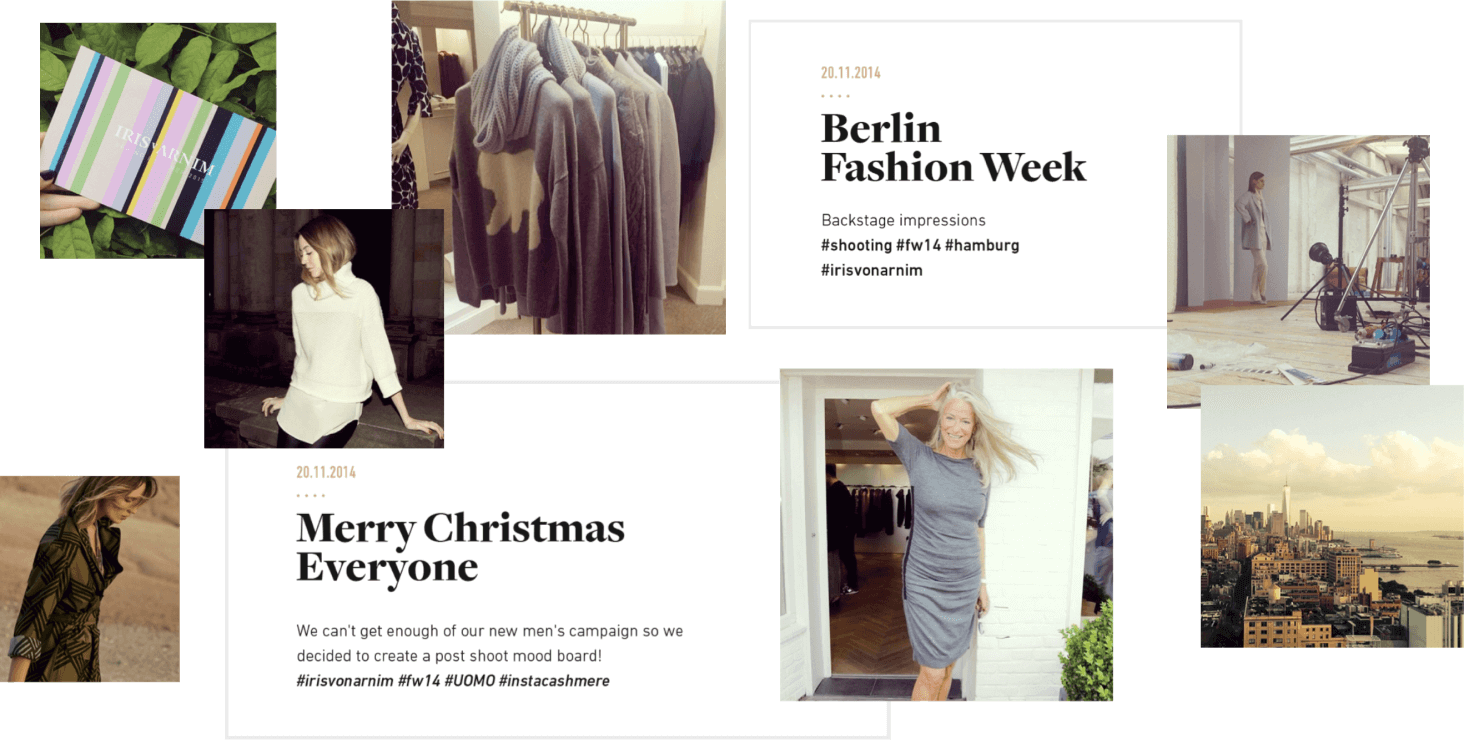 IRIS VON ARNIM
20.11.2014
Berlin
Fashion Week
Backstage impressions
#shooting #fw14 #hamburg
#irisvonarnim
20.11.2014
Merry Christmas
Everyone
We can't get enough of our new men's campaign so we
decided to create a post shoot mood board!
#irisvonarnim #fw14 #UOMO #instacashmere